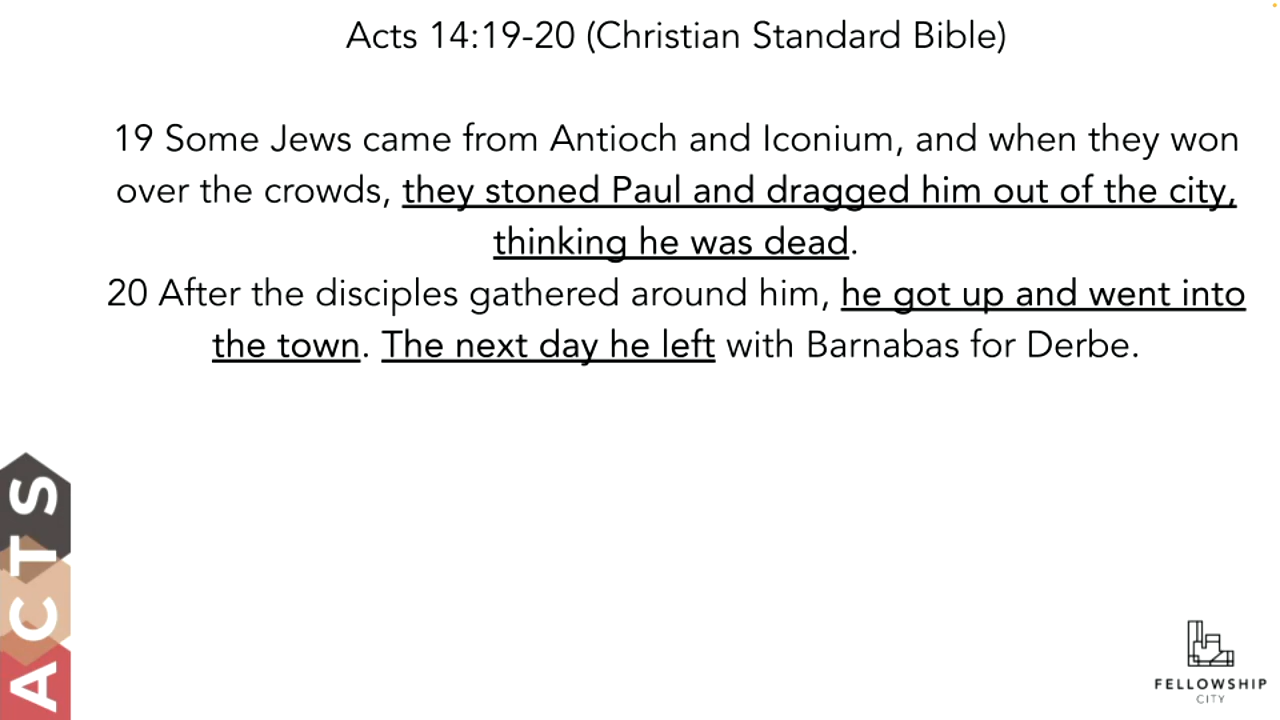 Acts 14:19-20 (Christian Standard Bible)
19 Some Jews came from Antioch and Iconium, and when they won
over the crowds, they stoned Paul and dragged him out of the city,
thinking he was dead.
20 After the disciples gathered around him, he got up and went into
the town. The next day he left with Barnabas for Derbe.
ACTS
FELLOWSHIP
CITY